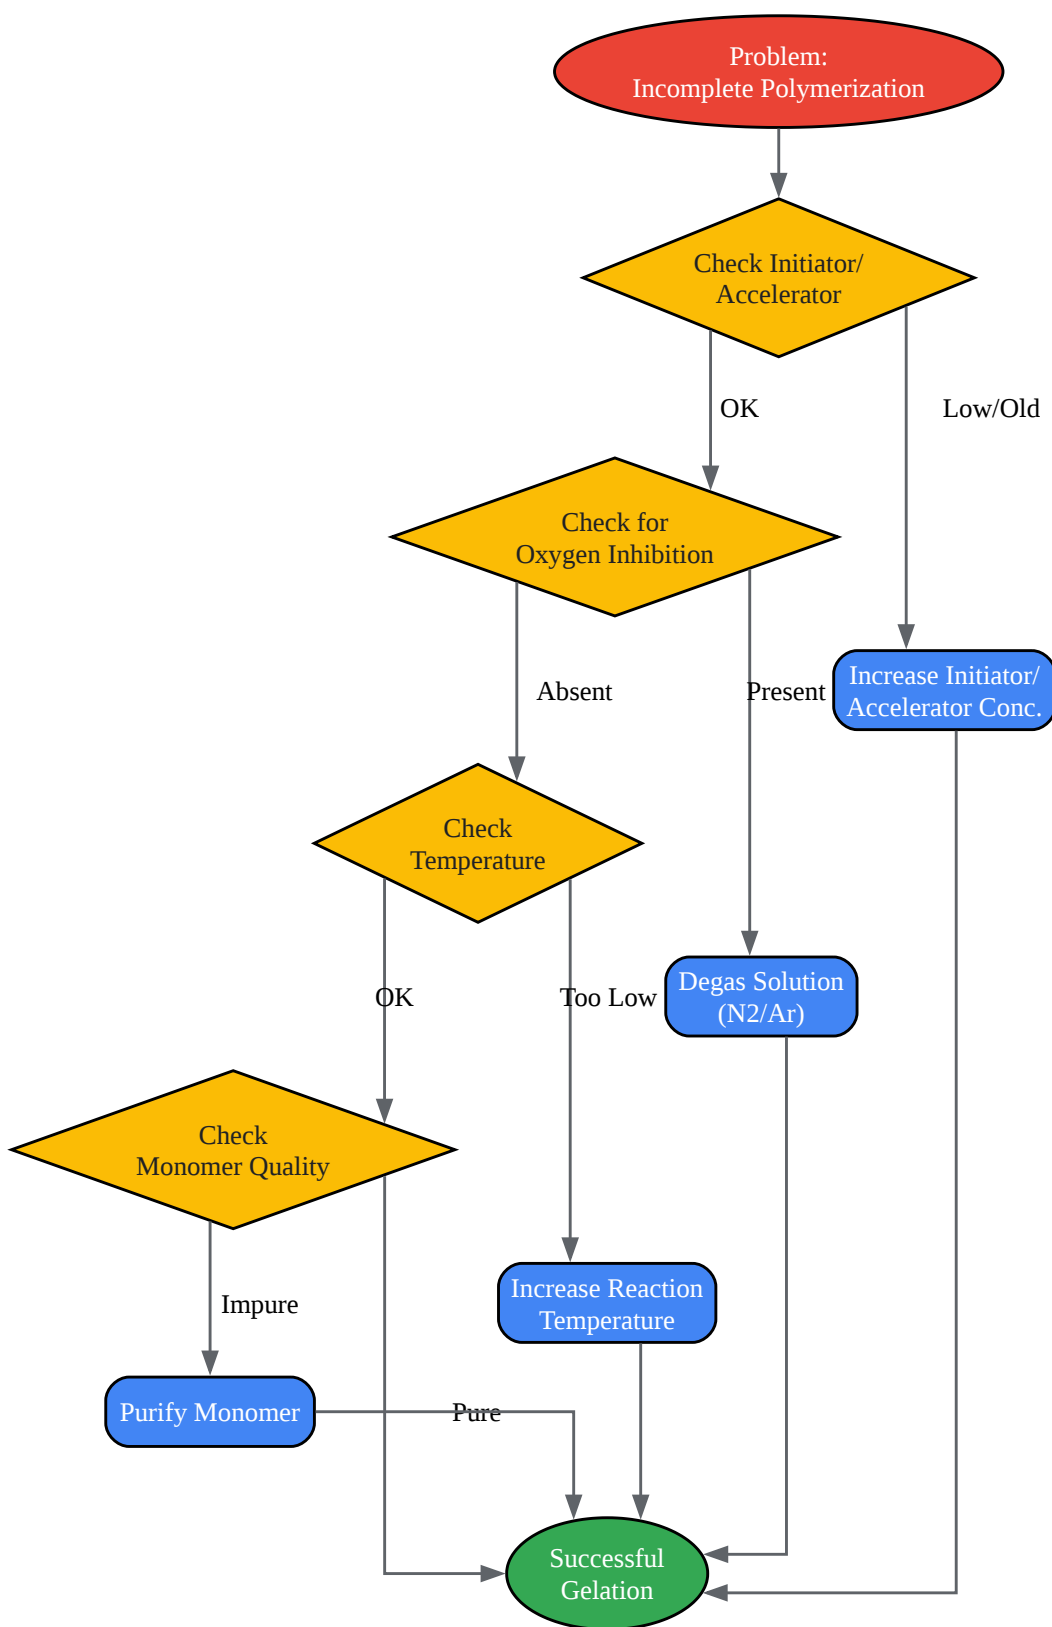 Problem:
Incomplete Polymerization
Check Initiator/
Accelerator
OK
Low/Old
Check for
Oxygen Inhibition
Absent
Present
Increase Initiator/
Accelerator Conc.
Check
Temperature
OK
Too Low
Degas Solution
(N2/Ar)
Check
Monomer Quality
Impure
Increase Reaction
Temperature
Purify Monomer
Pure
Successful
Gelation